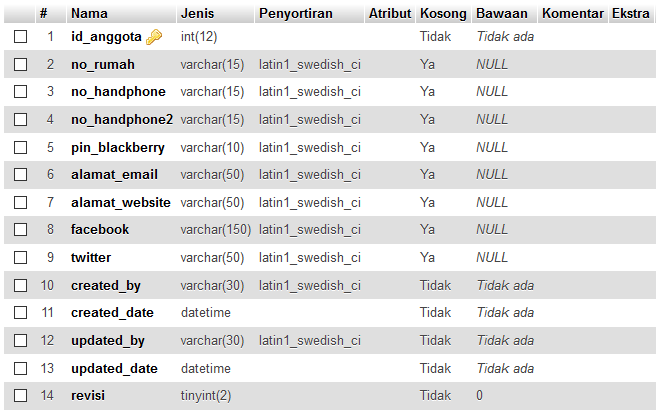 # Nama Jenis Penyortiran Atribut Kosong Bawaan Komentar Ekstra
1 id_anggota int(12) Tidak Tidak ada
2 no_rumah varchar(15) latin1_swedish_ci Ya NULL
3 no_handphone varchar(15) latin1_swedish_ci Ya NULL
4 no_handphone2 varchar(15) latin1_swedish_ci Ya NULL
5 pin_blackberry varchar(10) latin1_swedish_ci Ya NULL
6 alamat_email varchar(50) latin1_swedish_ci Ya NULL
7 alamat_website varchar(50) latin1_swedish_ci Ya NULL
8 facebook varchar(150) latin1_swedish_ci Ya NULL
9 twitter varchar(50) latin1_swedish_ci Ya NULL
10 created_by varchar(30) latin1_swedish_ci Tidak Tidak ada
11 created_date datetime Tidak Tidak ada
12 updated_by varchar(30) latin1_swedish_ci Tidak Tidak ada
13 updated_date datetime Tidak Tidak ada
14 revisi tinyint(2) Tidak 0